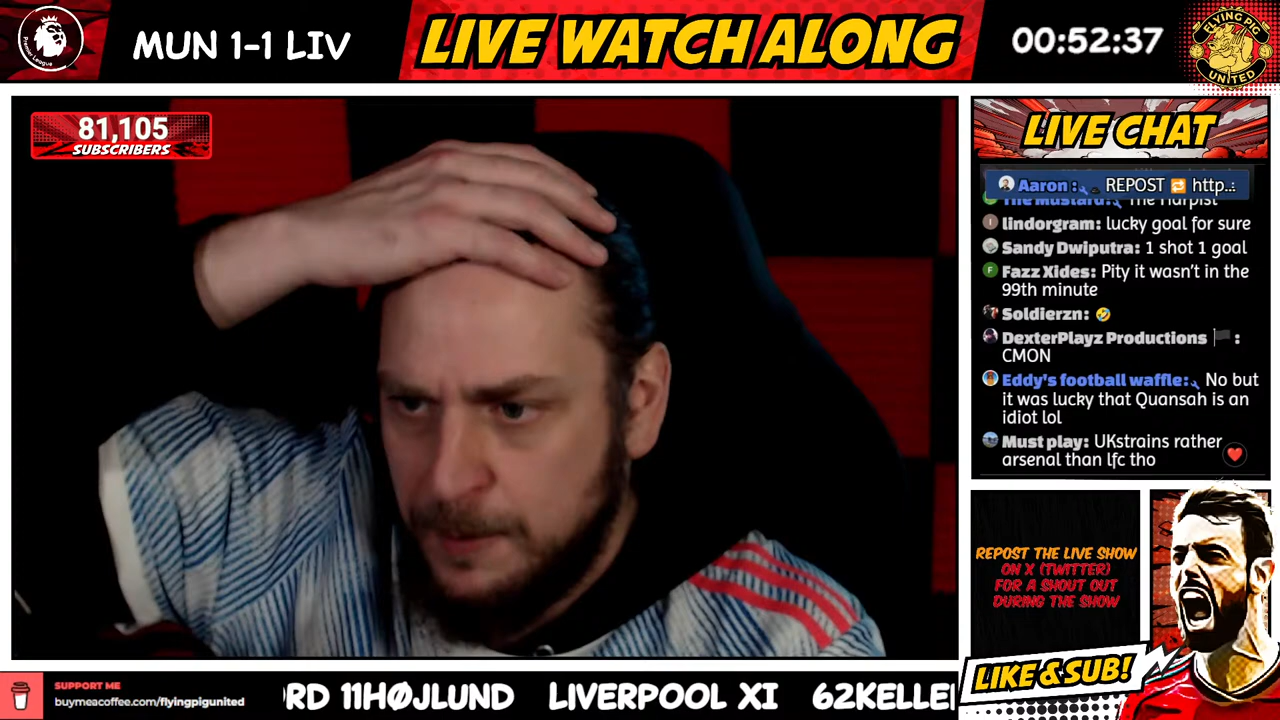 Premier League
MUN 1-1 LIV
LIVE WATCH ALONG
00:52:37
FLYING PIG
UNITED
81,105
SUBSCRIBERS
LIVE CHAT
Aaron : REPOST http..:
The Mustard: The Harpist
lindorgram: lucky goal for sure
Sandy Dwiputra: 1 shot 1 goal
F Fazz Xides: Pity it wasn't in the
99th minute
Soldierzn:
DexterPlayz Productions :
CMON
Eddy's football waffle: No but
it was lucky that Quansah is an
idiot lol
Must play: UKstrains rather
arsenal than lfc tho
REPOST THE LIVE SHOW
ON X (TWITTER)
FOR A SHOUT OUT
DURING THE SHOW
LIKE & SUB!
SUPPORT ME
buymeacoffee.com/flyingpigunited
RD 11HØJLUND LIVERPOOL XI 62KELLE